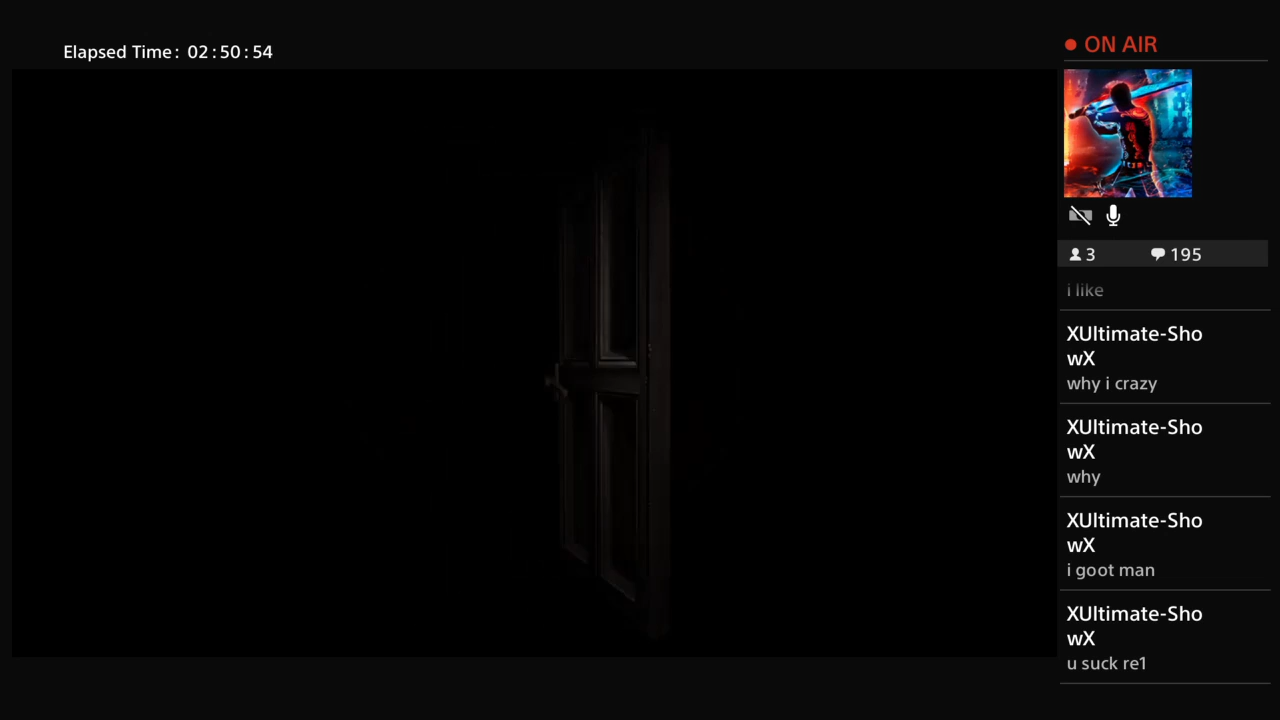 Elapsed Time: 02:50:54
ON AIR
3 195
i like
XUltimate-Sho
wX
why i crazy
XUltimate-Sho
wX
why
XUltimate-Sho
wX
i goot man
XUltimate-Sho
wX
u suck re1